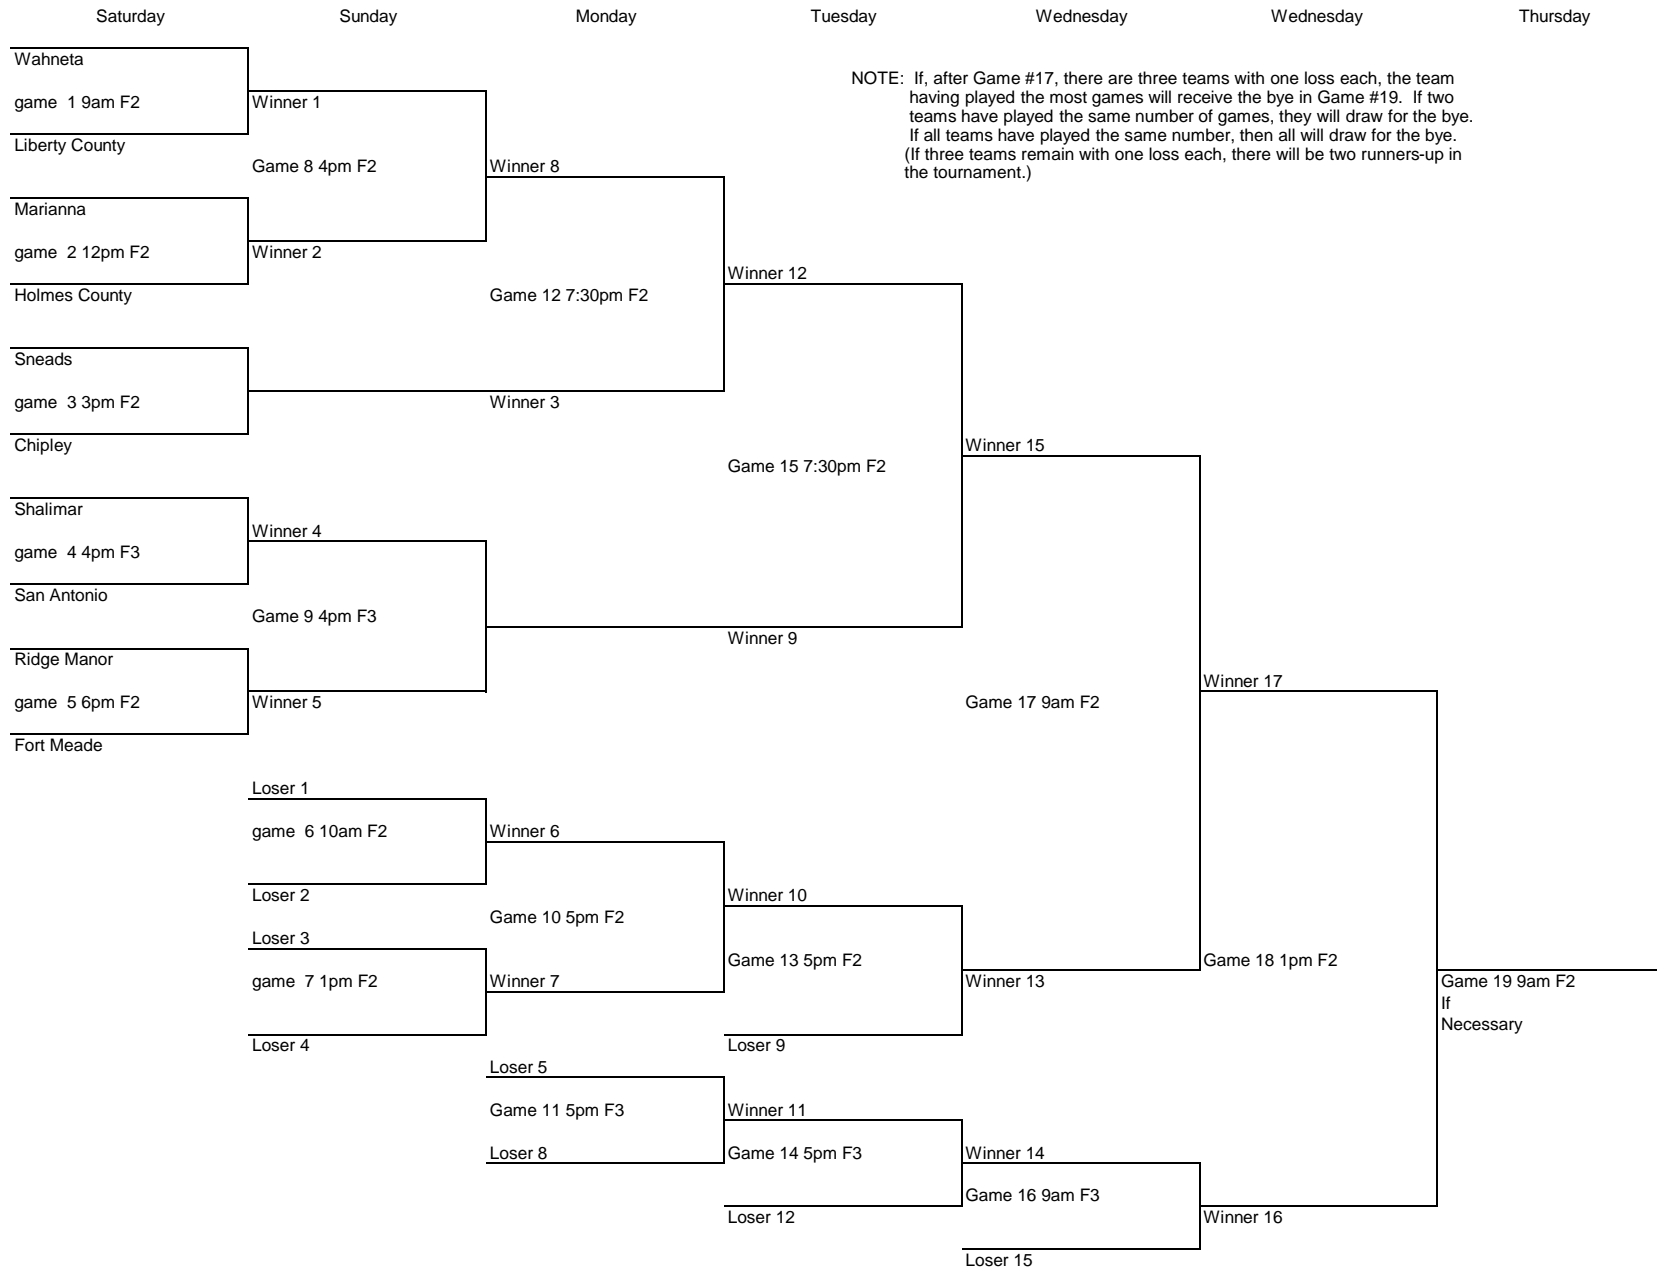 Saturday
Sunday
Monday
Tuesday
Wednesday
Wednesday
Thursday
NOTE:  If, after Game #17, there are three teams with one loss each, the team
having played the most games will receive the bye in Game #19.  If two
teams have played the same number of games, they will draw for the bye.
If all teams have played the same number, then all will draw for the bye.
(If three teams remain with one loss each, there will be two runners-up in
the tournament.)
Wahneta
game  1 9am F2
Liberty County
Marianna
game  2 12pm F2
Holmes County
Sneads
game  3 3pm F2
Chipley
Shalimar
game  4 4pm F3
San Antonio
Ridge Manor
game  5 6pm F2
Fort Meade
Winner 1
Game 8 4pm F2
Winner 2
Winner 4
Game 9 4pm F3
Winner 5
Loser 1
game  6 10am F2
Loser 2
Loser 3
game  7 1pm F2
Loser 4
Winner 8
Game 12 7:30pm F2
Winner 3
Winner 6
Game 10 5pm F2
Winner 7
Loser 5
Game 11 5pm F3
Loser 8
Winner 12
Game 15 7:30pm F2
Winner 9
Winner 10
Game 13 5pm F2
Loser 9
Winner 11
Game 14 5pm F3
Loser 12
Winner 15
Game 17 9am F2
Winner 13
Winner 14
Game 16 9am F3
Loser 15
Winner 17
Game 18 1pm F2
Winner 16
Game 19 9am F2
If
Necessary